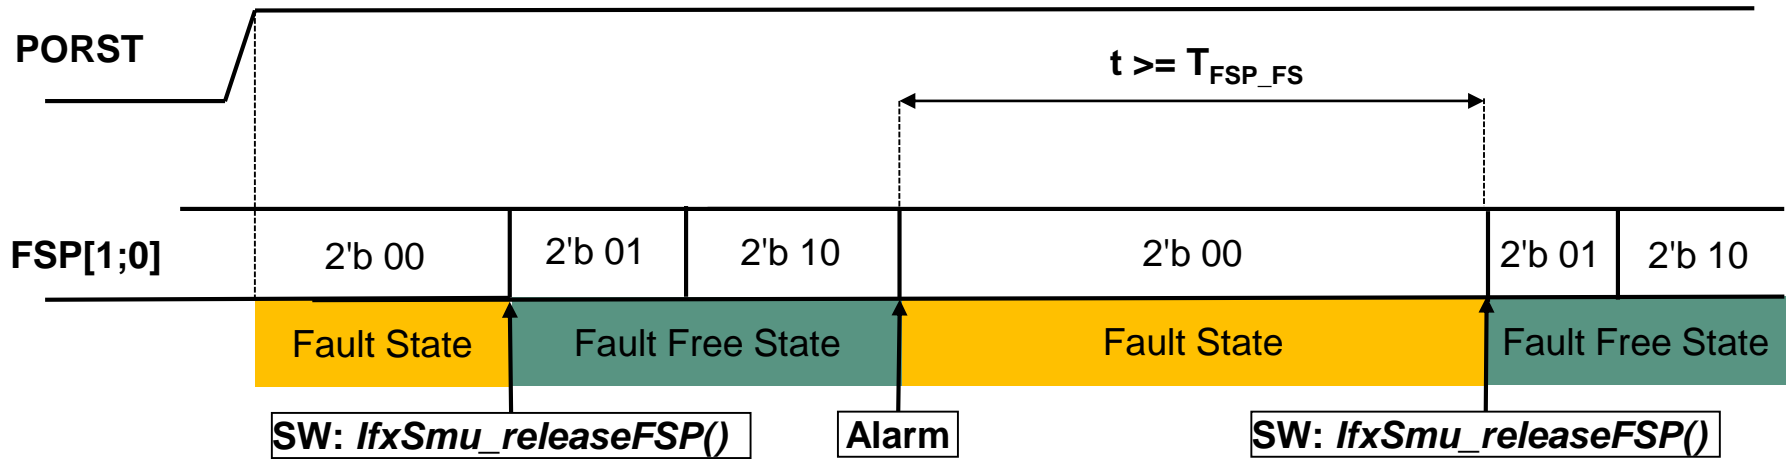 PORST
t >= TFSP_FS
FSP[1;0]
2'b 00
2'b 01
2'b 10
2'b 00
2'b 01
2'b 10
Fault State
Fault Free State
Fault State
Fault Free State
SW: IfxSmu_releaseFSP()
Alarm
SW: IfxSmu_releaseFSP()